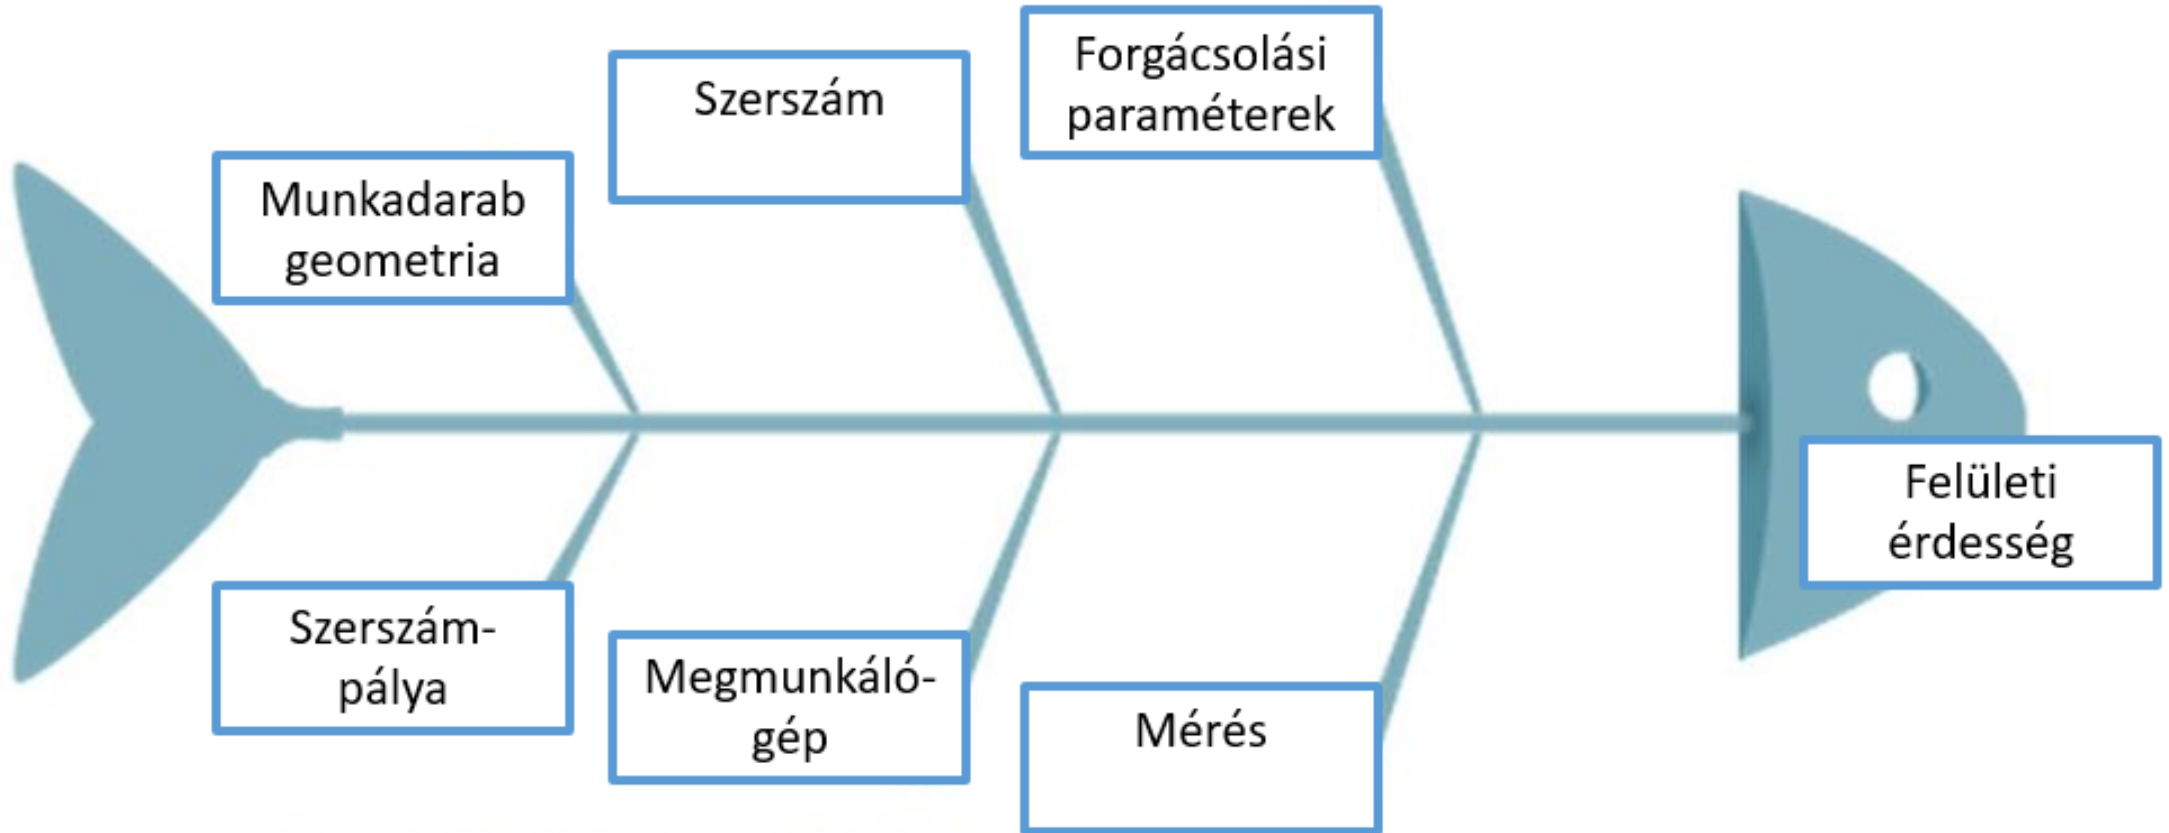 Forgácsolási
paraméterek
Szerszám
Munkadarab
geometria
Felületi
érdesség
Szerszám-
pálya
Megmunkáló-
gép
Mérés